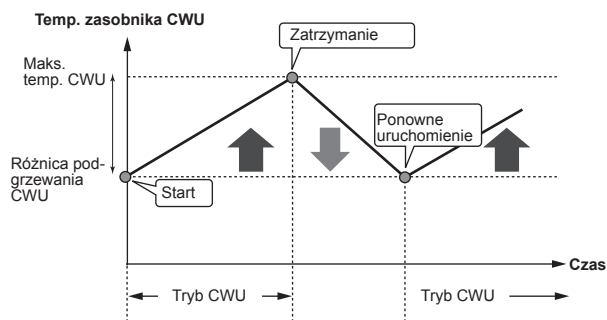 Temp. zasobnika CWU
Zatrzymanie
Maks.
temp. CWU
Ponowne
uruchomienie
Różnica pod-
grzewania
CWU
Start
Czas
Tryb CWU
Tryb CWU